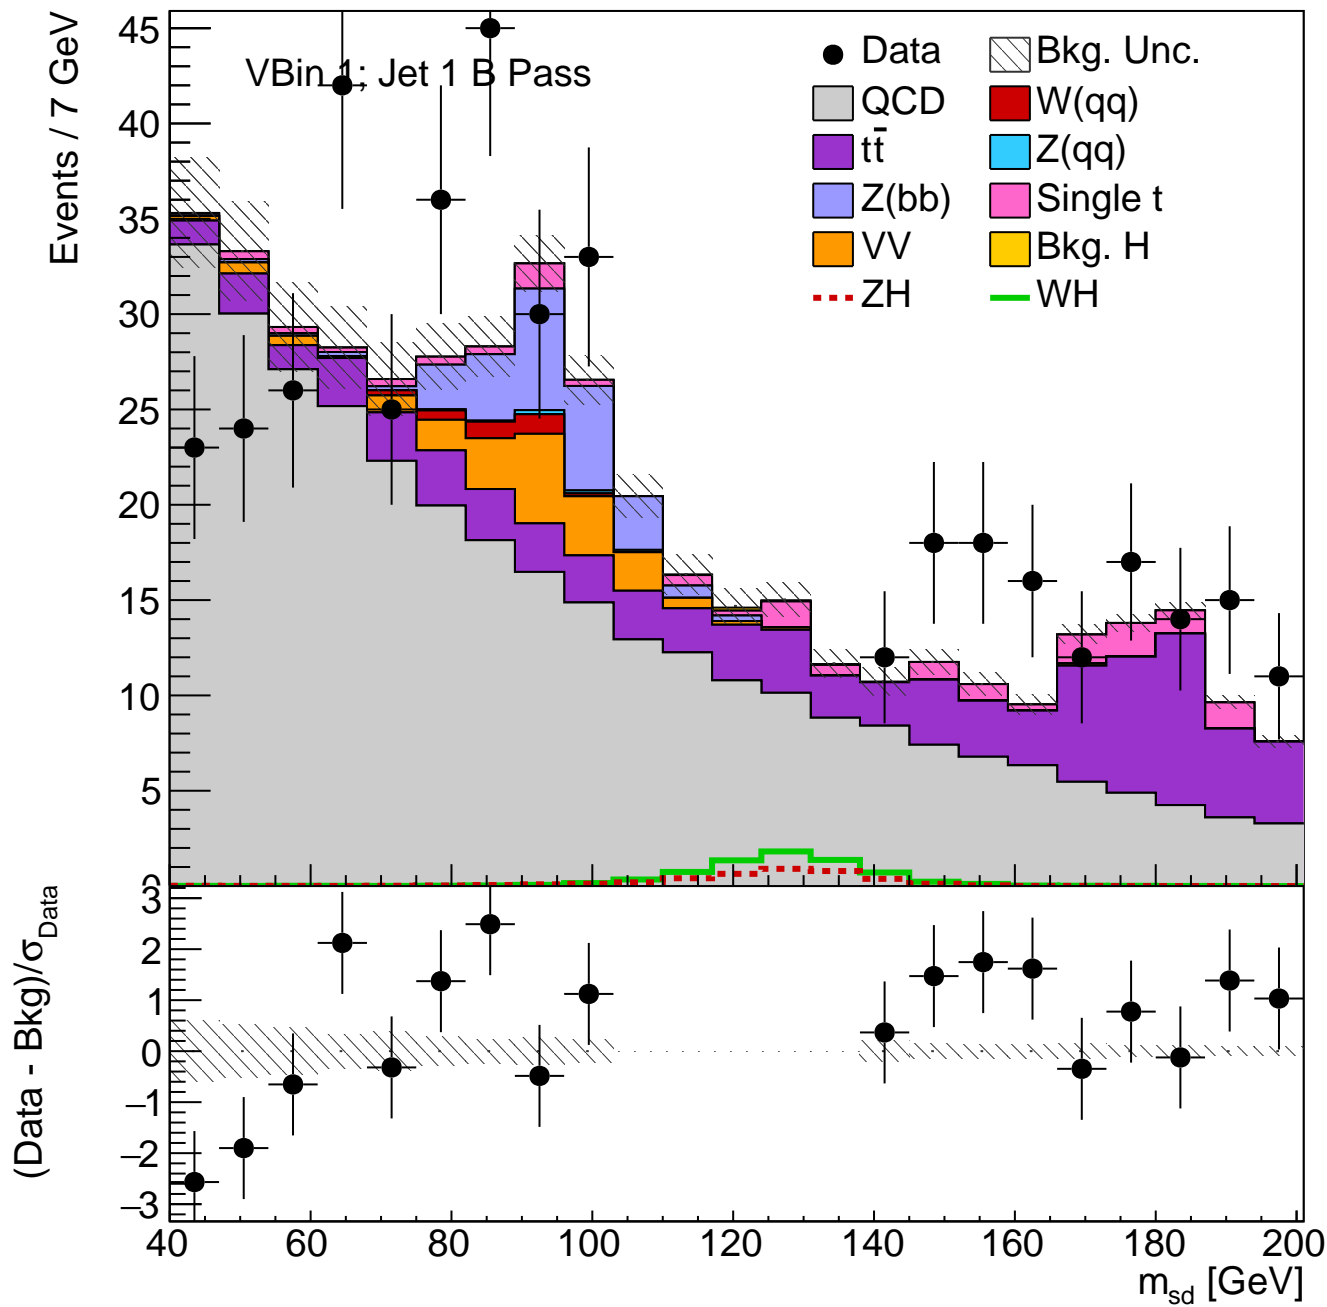 Events / 7 GeV
45
40
35
30
25
20
15
10
5
0
VBin 1; Jet 1 B Pass
Data
Bkg. Unc.
QCD
W(qq)
tt̄
Z(qq)
Z(bb)
Single t
VV
Bkg. H
ZH
WH
(Data - Bkg)/σData
3
2
1
0
−1
−2
−3
40 60 80 100 120 140 160 180 200
msd [GeV]